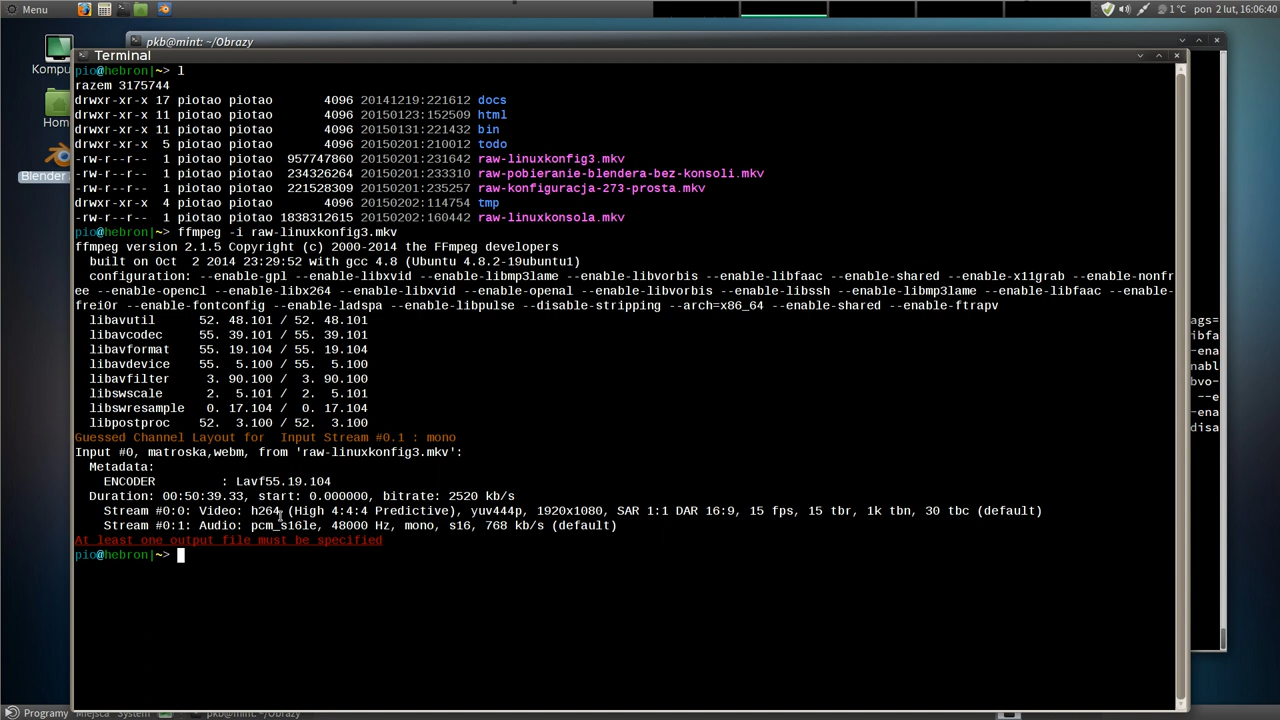 Menu
1°C pon 2 lut, 16:06:40
pkb@mint: ~/Obrazy
Kompu
Terminal
Hom
Blender
pio@hebron|~> l
razem 3175744
drwxr-xr-x 17 piotao piotao       4096 20141219:221612 docs
drwxr-xr-x 11 piotao piotao       4096 20150123:152509 html
drwxr-xr-x 11 piotao piotao       4096 20150131:221432 bin
drwxr-xr-x  5 piotao piotao       4096 20150201:210012 todo
-rw-r--r--  1 piotao piotao  957747860 20150201:231642 raw-linuxkonfig3.mkv
-rw-r--r--  1 piotao piotao  234326264 20150201:233310 raw-pobieranie-blendera-bez-konsoli.mkv
-rw-r--r--  1 piotao piotao  221528309 20150201:235257 raw-konfiguracja-273-prosta.mkv
drwxr-xr-x  4 piotao piotao       4096 20150202:114754 tmp
-rw-r--r--  1 piotao piotao 1838312615 20150202:160442 raw-linuxkonsola.mkv
pio@hebron|~> ffmpeg -i raw-linuxkonfig3.mkv
ffmpeg version 2.1.5 Copyright (c) 2000-2014 the FFmpeg developers
  built on Oct  2 2014 23:29:52 with gcc 4.8 (Ubuntu 4.8.2-19ubuntu1)
  configuration: --enable-gpl --enable-libxvid --enable-libmp3lame --enable-libvorbis --enable-libfaac --enable-shared --enable-x11grab --enable-nonfr
ee --enable-opencl --enable-libx264 --enable-libxvid --enable-openal --enable-libvorbis --enable-libssh --enable-libmp3lame --enable-libfaac --enable-
frei0r --enable-fontconfig --enable-ladspa --enable-libpulse --disable-stripping --arch=x86_64 --enable-shared --enable-ftrapv
  libavutil      52. 48.101 / 52. 48.101
  libavcodec     55. 39.101 / 55. 39.101
  libavformat    55. 19.104 / 55. 19.104
  libavdevice    55.  5.100 / 55.  5.100
  libavfilter     3. 90.100 /  3. 90.100
  libswscale      2.  5.101 /  2.  5.101
  libswresample   0. 17.104 /  0. 17.104
  libpostproc    52.  3.100 / 52.  3.100
Guessed Channel Layout for  Input Stream #0.1 : mono
Input #0, matroska,webm, from 'raw-linuxkonfig3.mkv':
  Metadata:
    ENCODER         : Lavf55.19.104
  Duration: 00:50:39.33, start: 0.000000, bitrate: 2520 kb/s
    Stream #0:0: Video: h264 (High 4:4:4 Predictive), yuv444p, 1920x1080, SAR 1:1 DAR 16:9, 15 fps, 15 tbr, 1k tbn, 30 tbc (default)
    Stream #0:1: Audio: pcm_s16le, 48000 Hz, mono, s16, 768 kb/s (default)
At least one output file must be specified
pio@hebron|~>
ags=
ibfa
-ena
nabl
bvo-
--e
-ena
disa
Programy Miejsca System pkb@mint: ~/Obrazy